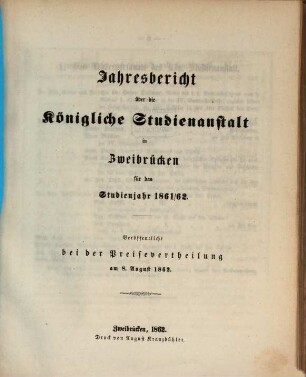 Jahresbericht
über die
Königliche Studienanstalt
in
Zweibrücken
für das
Studienjahr 1861/62.
Veröffentlicht
bei der Preisevertheilung
am 8. August 1862.
Zweibrücken, 1862.
Druck von August Kranzbühler.